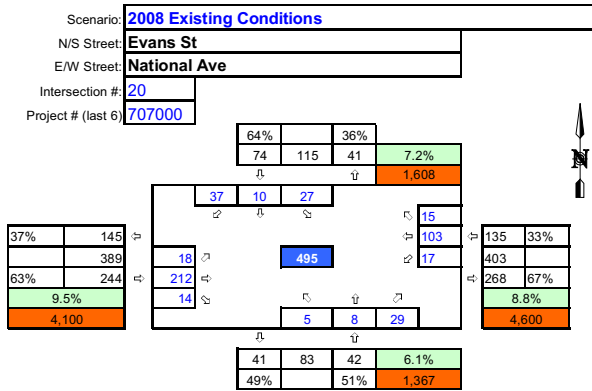 Scenario: 2008 Existing Conditions
N/S Street: Evans St
E/W Street: National Ave
Intersection #: 20
Project # (last 6) 707000
64% 36%
74 115 41 7.2%
⇩ ⇧ 1,608
N
37 10 27
⬃ ⇩ ⬂
⬁ 15
37% 145 ⇦ ⇦ 103 ⇦ 135 33%
389 18 ⬀ 495 ⬃ 17 403
63% 244 ⇨ 212 ⇨ ⇨ 268 67%
9.5% 14 ⬂ ⬁ ⇧ ⬀ 8.8%
4,100 5 8 29 4,600
⇩ ⇧
41 83 42 6.1%
49% 51% 1,367